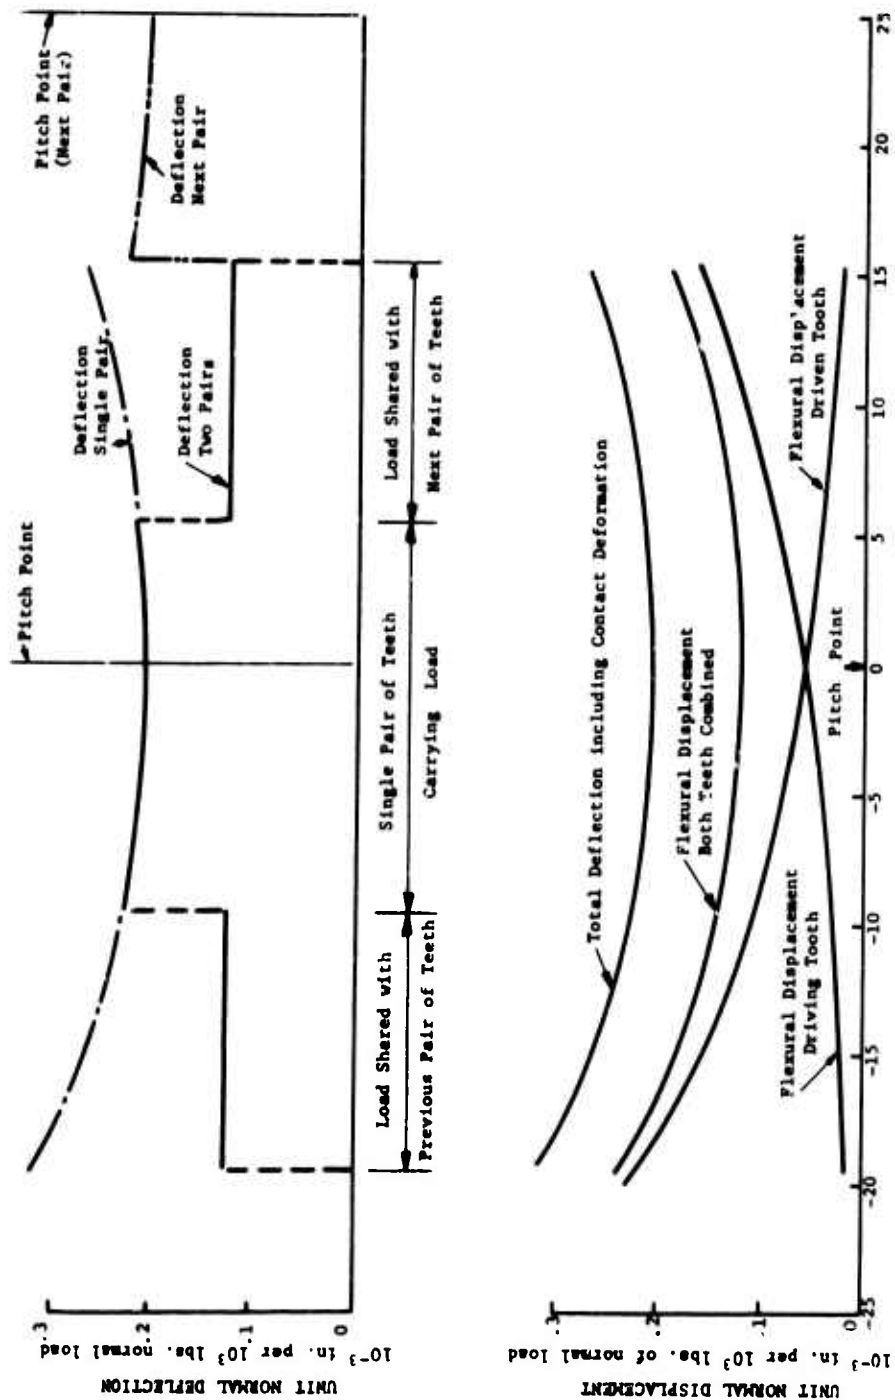 UNIT NORMAL DEFLECTION
10⁻³ in. per 10³ lbs. normal load
.3
.2
.1
0
Pitch Point
Pitch Point
(Next Pair)
Deflection
Single Pair
Deflection
Two Pairs
Deflection
Next Pair
Load Shared with
Previous Pair of Teeth
Single Pair of Teeth
Carrying Load
Load Shared with
Next Pair of Teeth
UNIT NORMAL DISPLACEMENT
10⁻³ in. per 10³ lbs. of normal load
.3
.2
.1
0
Total Deflection including Contact Deformation
Flexural Displacement
Both Teeth Combined
Flexural Displacement
Driving Tooth
Flexural Disp'acement
Driven Tooth
Pitch Point
-25
-20
-15
-10
-5
0
5
10
15
20
25